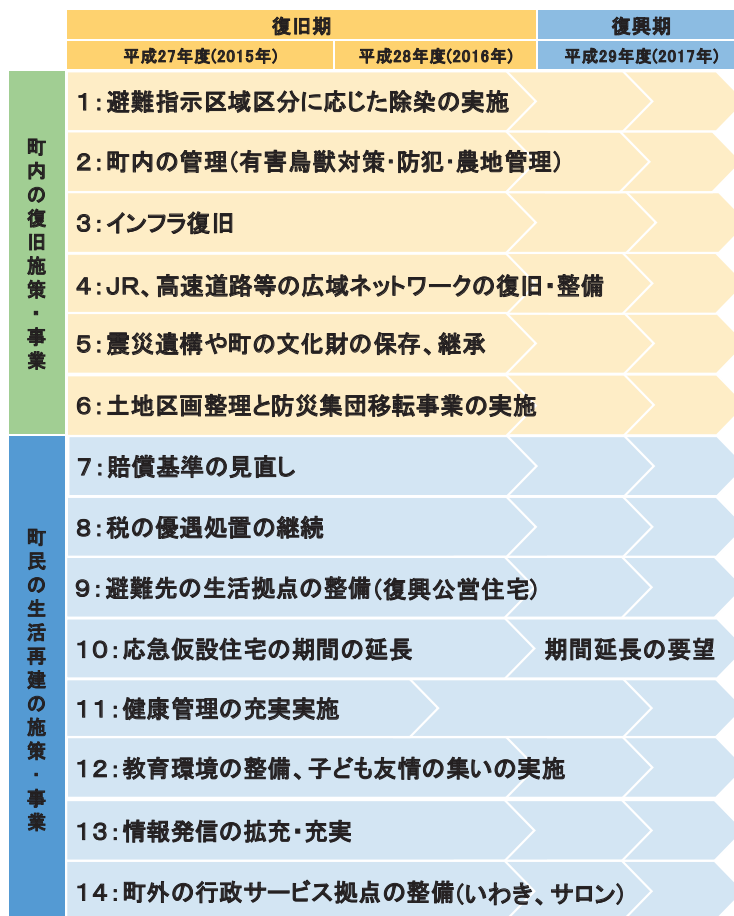 復旧期
復興期
平成27年度(2015年)
平成28年度(2016年)
平成29年度(2017年)
町内の復旧施策・事業
1：避難指示区域区分に応じた除染の実施
2：町内の管理（有害鳥獣対策・防犯・農地管理）
3：インフラ復旧
4：JR、高速道路等の広域ネットワークの復旧・整備
5：震災遺構や町の文化財の保存、継承
6：土地区画整理と防災集団移転事業の実施
町民の生活再建の施策・事業
7：賠償基準の見直し
8：税の優遇処置の継続
9：避難先の生活拠点の整備（復興公営住宅）
10：応急仮設住宅の期間の延長
期間延長の要望
11：健康管理の充実実施
12：教育環境の整備、子ども友情の集いの実施
13：情報発信の拡充・充実
14：町外の行政サービス拠点の整備（いわき、サロン）